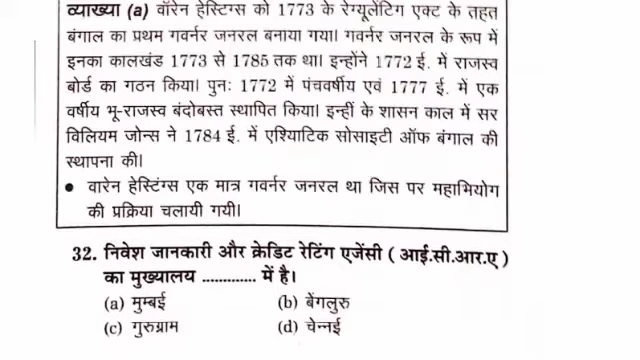 व्याख्या (a) वॉरेन हेस्टिंग्स को 1773 के रेग्यूलेंटिग एक्ट के तहत
बंगाल का प्रथम गवर्नर जनरल बनाया गया। गवर्नर जनरल के रूप में
इनका कालखंड 1773 से 1785 तक था। इन्होंने 1772 ई. में राजस्व
बोर्ड का गठन किया। पुनः 1772 में पंचवर्षीय एवं 1777 ई. में एक
वर्षीय भू-राजस्व बंदोबस्त स्थापित किया। इन्हीं के शासन काल में सर
विलियम जोन्स ने 1784 ई. में एश्यिाटिक सोसाइटी ऑफ बंगाल की
स्थापना की।
• वारेन हेस्टिंग्स एक मात्र गवर्नर जनरल था जिस पर महाभियोग
की प्रक्रिया चलायी गयी।
32. निवेश जानकारी और क्रेडिट रेटिंग एजेंसी ( आई.सी.आर.ए )
का मुख्यालय ............. में है।
(a) मुम्बई (b) बेंगलुरु
(c) गुरुग्राम (d) चेन्नई